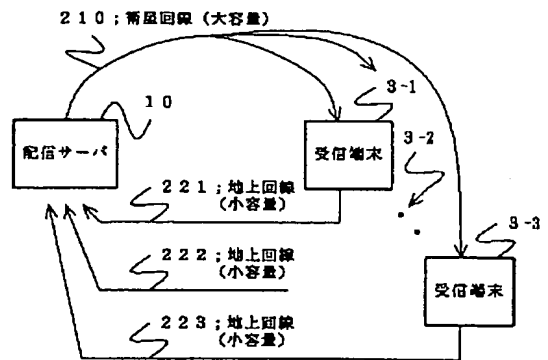 210;衛星回線(大容量)
10
3-1
配信サーバ
受信端末
3-2
221;地上回線
(小容量)
3-3
222;地上回線
(小容量)
受信端末
223;地上回線
(小容量)